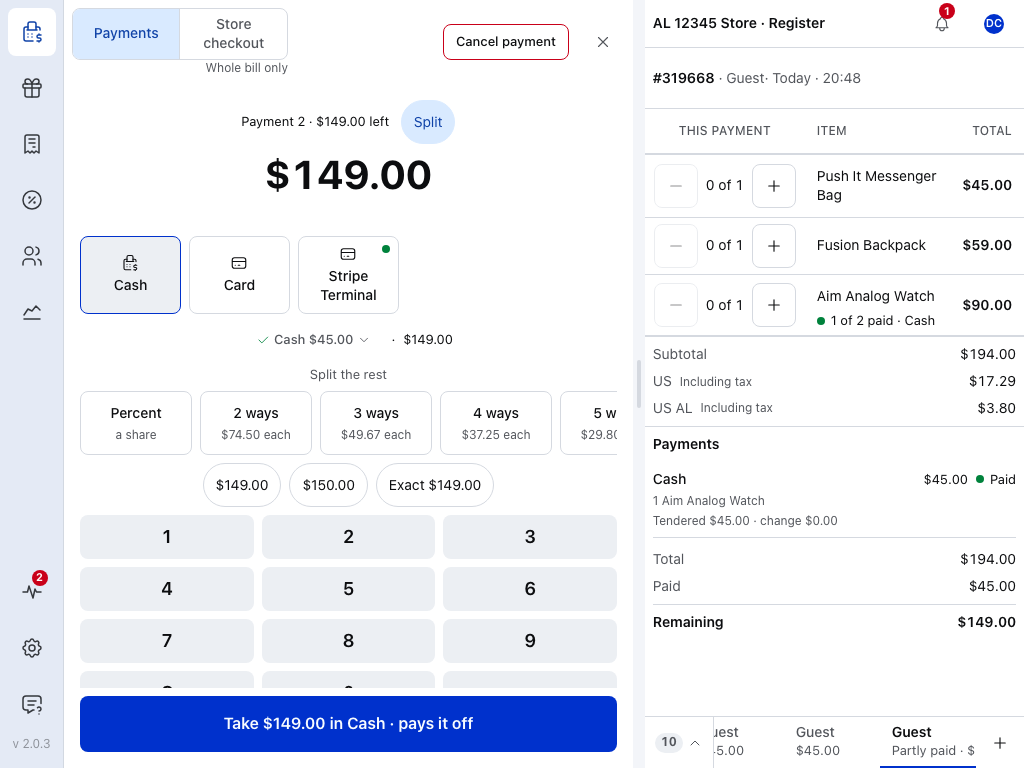 Payments
Store checkout
Whole bill only
Cancel payment
Payment 2 · $149.00 left
Split
$149.00
Cash
Card
Stripe Terminal
Cash $45.00
· $149.00
Split the rest
Percent
a share
2 ways
$74.50 each
3 ways
$49.67 each
4 ways
$37.25 each
5 w
$29.80
$149.00
$150.00
Exact $149.00
1
2
3
4
5
6
7
8
9
Take $149.00 in Cash · pays it off
2
v 2.0.3
AL 12345 Store · Register
1
DC
#319668 · Guest· Today · 20:48
THIS PAYMENT
ITEM
TOTAL
0 of 1
Push It Messenger Bag
$45.00
0 of 1
Fusion Backpack
$59.00
0 of 1
Aim Analog Watch
1 of 2 paid · Cash
$90.00
Subtotal
$194.00
US Including tax
$17.29
US AL Including tax
$3.80
Payments
Cash
$45.00
Paid
1 Aim Analog Watch
Tendered $45.00 · change $0.00
Total
$194.00
Paid
$45.00
Remaining
$149.00
10
uest
5.00
Guest
$45.00
Guest
Partly paid · $